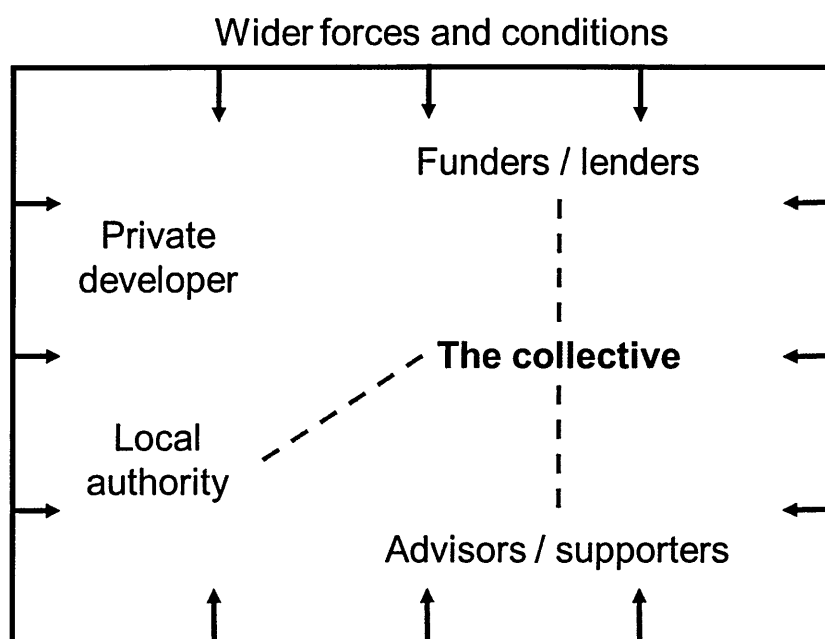 Wider forces and conditions
Funders / lenders
Private
developer
The collective
Local
authority
Advisors / supporters